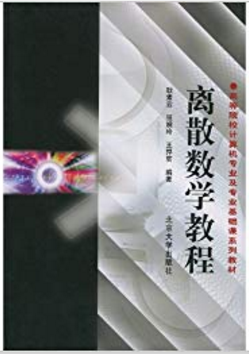 高等院校计算机专业及专业基础课系列教材
离散数学教程
耿素云 屈婉玲 王捍贫 编著
北京大学出版社